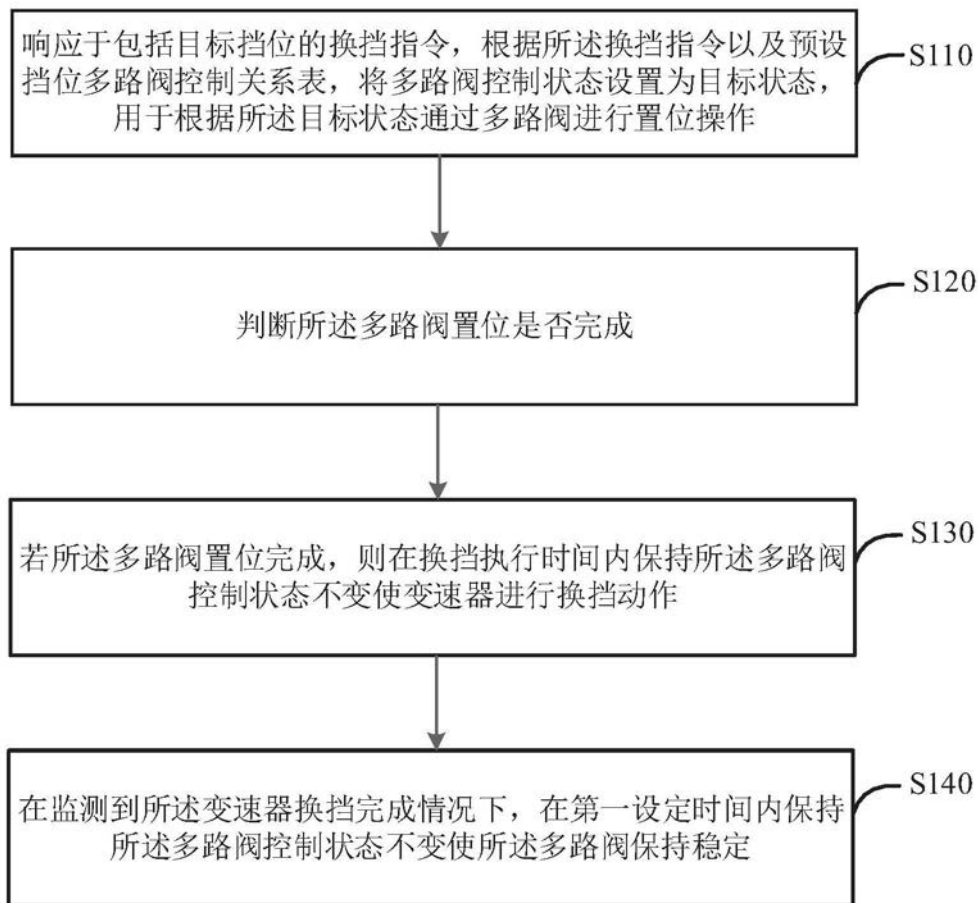 响应于包括目标挡位的换挡指令，根据所述换挡指令以及预设
挡位多路阀控制关系表，将多路阀控制状态设置为目标状态，
用于根据所述目标状态通过多路阀进行置位操作
S110
判断所述多路阀置位是否完成
S120
若所述多路阀置位完成，则在换挡执行时间内保持所述多路阀
控制状态不变使变速器进行换挡动作
S130
在监测到所述变速器换挡完成情况下，在第一设定时间内保持
所述多路阀控制状态不变使所述多路阀保持稳定
S140